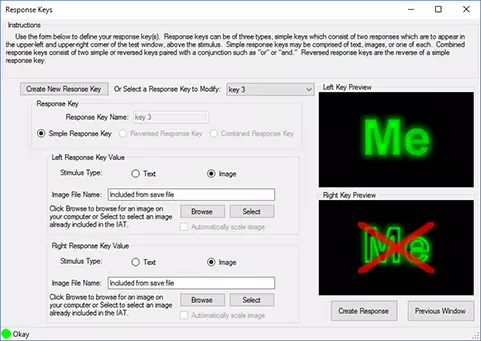 Response Keys
Instructions
Use the form below to define your response key(s). Response keys can be of three types, simple keys which consist of two responses which are to appear
in the upper-left and upper-right corner of the test window, above the stimulus. Simple response keys may be comprised of text, images, or one of each. Combined
response keys consist of two simple or reversed keys paired with a conjunction such as "or" or "and." Reversed response keys are the reverse of a simple
response key.
Create New Resonse Key Or Select a Response Key to Modify: key 3
Response Key
Response Key Name: key 3
Simple Response Key Reversed Response Key Combined Response Key
Left Response Key Value
Stimulus Type: Text Image
Image File Name: Included from save file
Click Browse to browse for an image on
your computer or Select to select an image
already included in the IAT.
Browse Select
Automatically scale image
Right Response Key Value
Stimulus Type: Text Image
Image File Name: Included from save file
Click Browse to browse for an image on
your computer or Select to select an image
already included in the IAT.
Browse Select
Automatically scale image
Left Key Preview
Me
Right Key Preview
Me
Create Response Previous Window
Okay